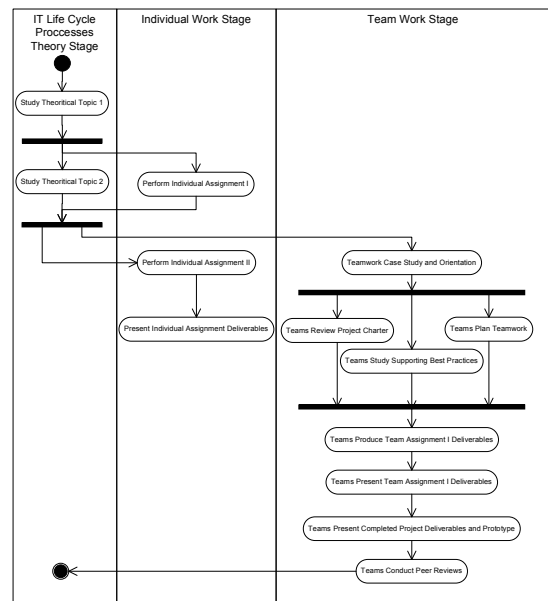 IT Life Cycle
Proccesses
Theory Stage
Individual Work Stage
Team Work Stage
Study Theoritical Topic 1
Study Theoritical Topic 2
Perform Individual Assignment I
Perform Individual Assignment II
Teamwork Case Study and Orientation
Present Individual Assignment Deliverables
Teams Review Project Charter
Teams Plan Teamwork
Teams Study Supporting Best Practices
Teams Produce Team Assignment I Deliverables
Teams Present Team Assignment I Deliverables
Teams Present Completed Project Deliverables and Prototype
Teams Conduct Peer Reviews